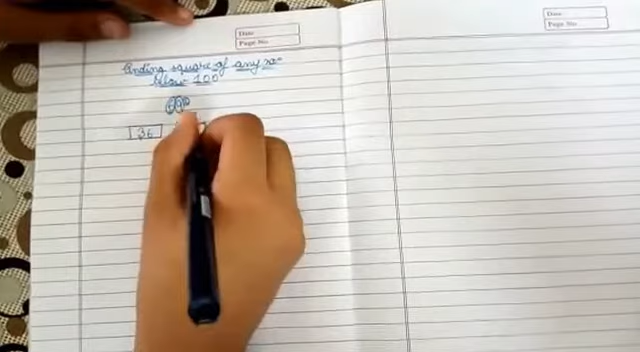 Date:
Page No.
Date:
Page No.
Finding square of any no
below 100
36